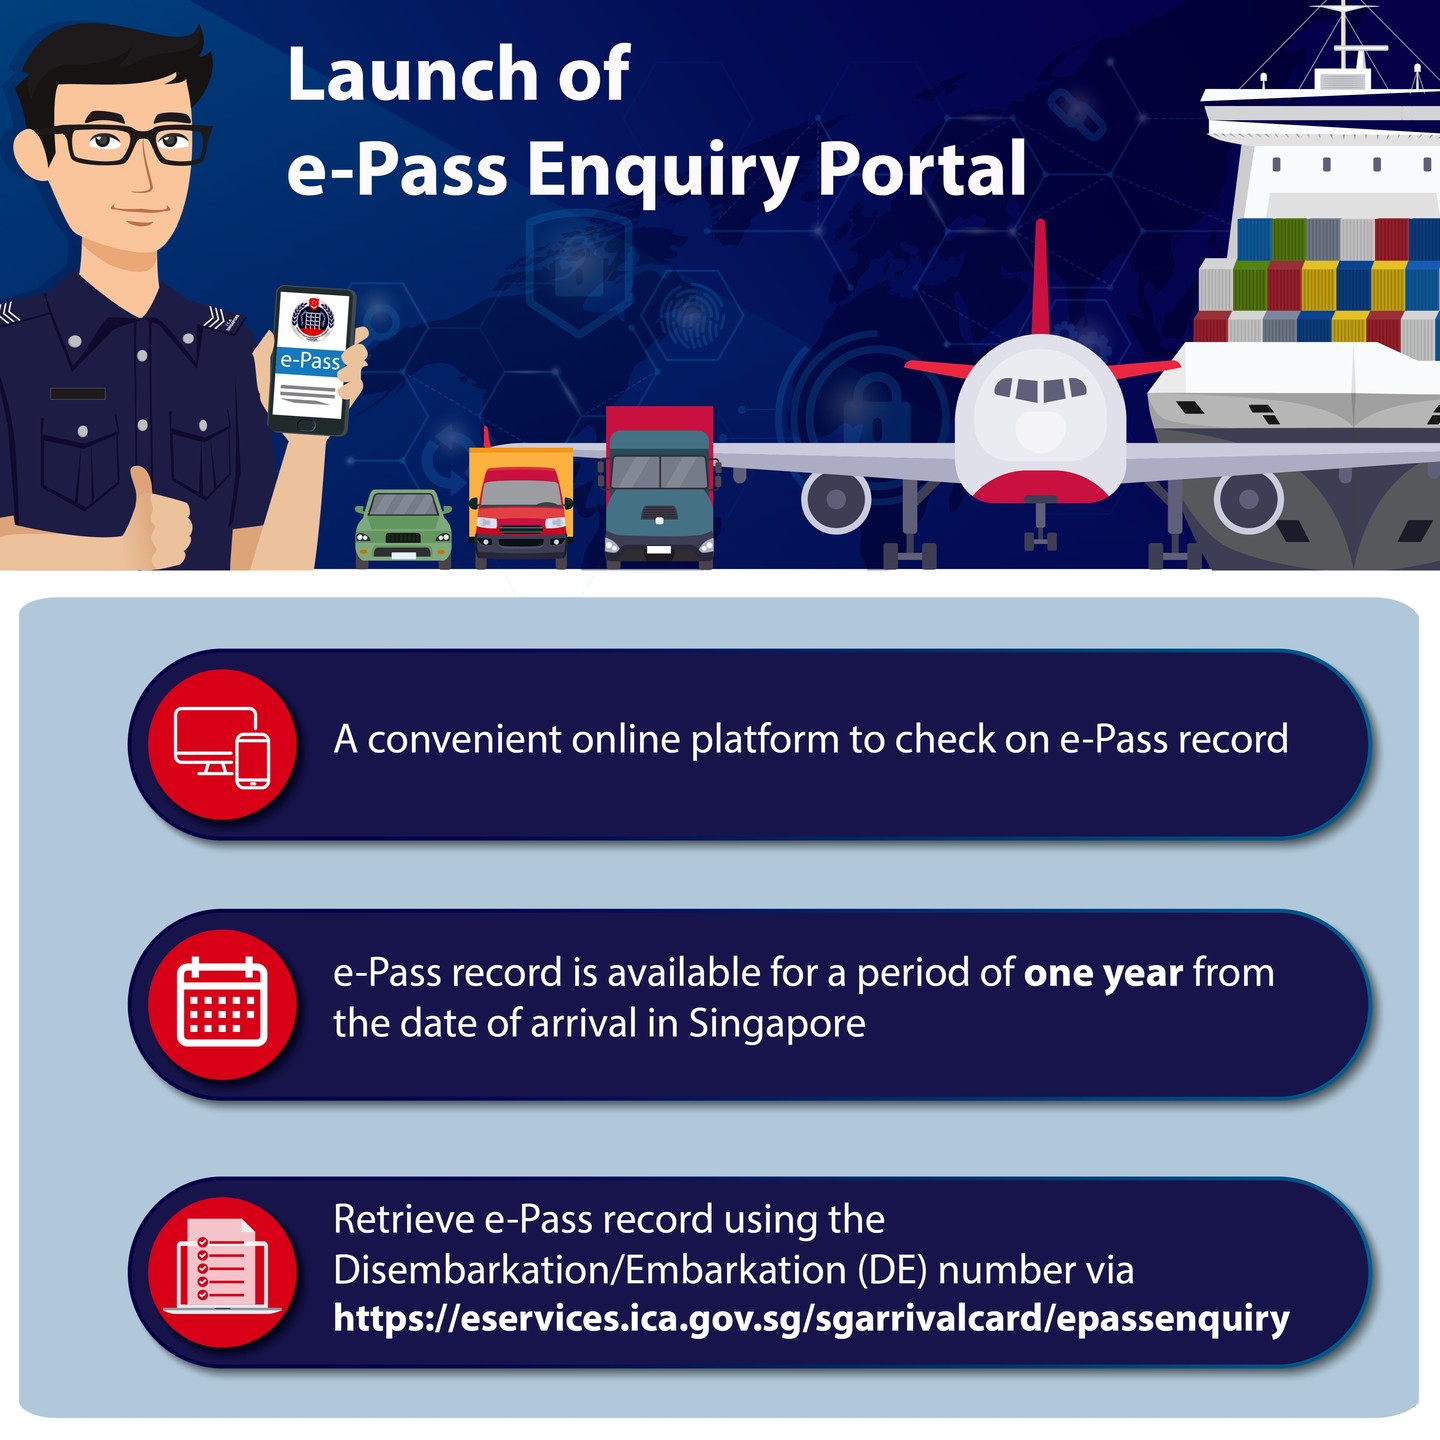 Launch of
e-Pass Enquiry Portal
e-Pass
A convenient online platform to check on e-Pass record
e-Pass record is available for a period of one year from
the date of arrival in Singapore
Retrieve e-Pass record using the
Disembarkation/Embarkation (DE) number via
https://eservices.ica.gov.sg/sgarrivalcard/epassenquiry